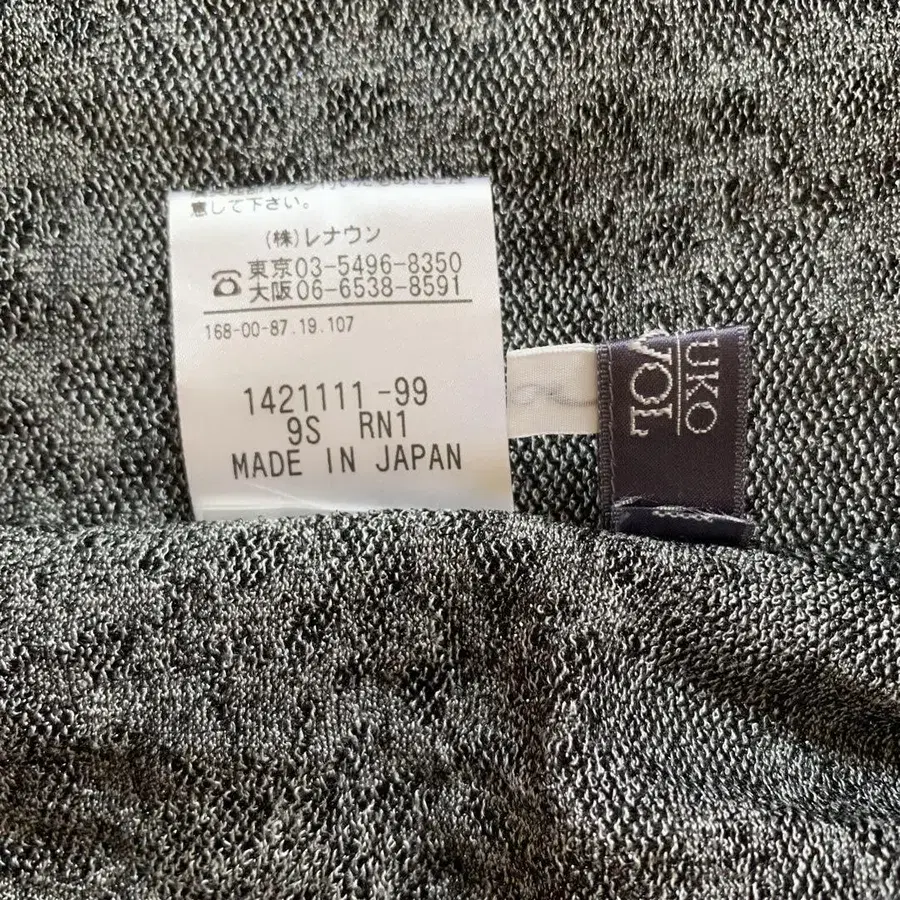 意して下さい。
(株)レナウン
☎東京03-5496-8350
大阪06-6538-8591
168-00-87.19.107
1421111-99
9S RN1
MADE IN JAPAN
UKO
VOL